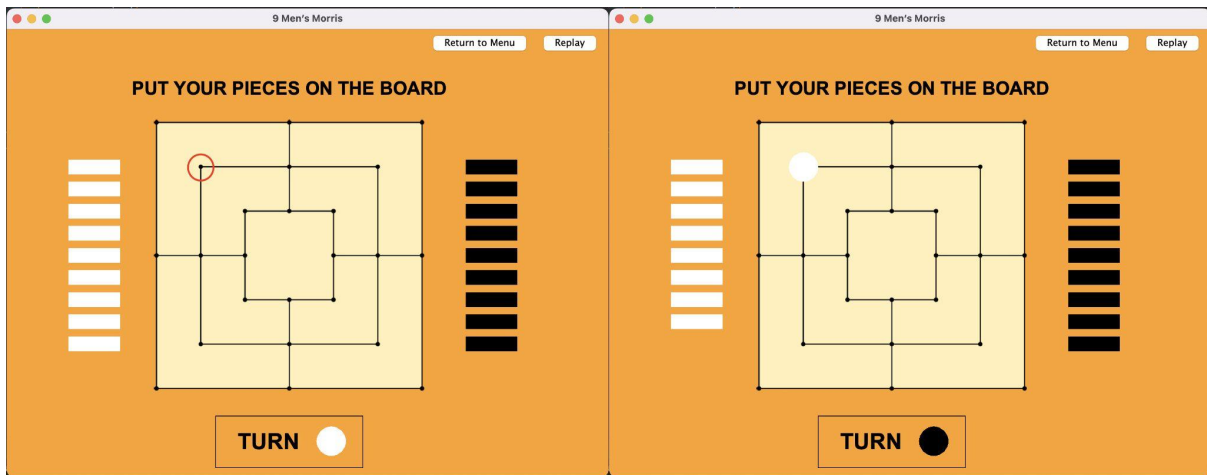 9 Men's Morris
Return to Menu Replay
PUT YOUR PIECES ON THE BOARD
TURN
9 Men's Morris
Return to Menu Replay
PUT YOUR PIECES ON THE BOARD
TURN